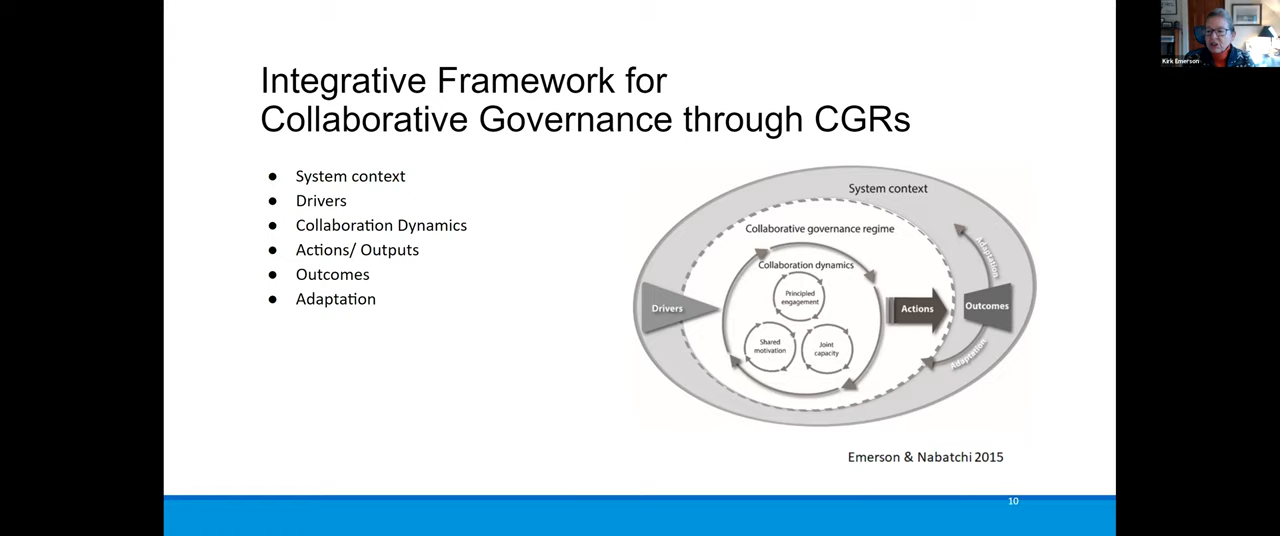 Integrative Framework for
Collaborative Governance through CGRs
● System context
● Drivers
● Collaboration Dynamics
● Actions/ Outputs
● Outcomes
● Adaptation
System context
Collaborative governance regime
Collaboration dynamics
Principled
engagement
Shared
motivation
Joint
capacity
Drivers
Actions
Outcomes
Adaptation
Adaptation
Emerson & Nabatchi 2015
10
Kirk Emerson